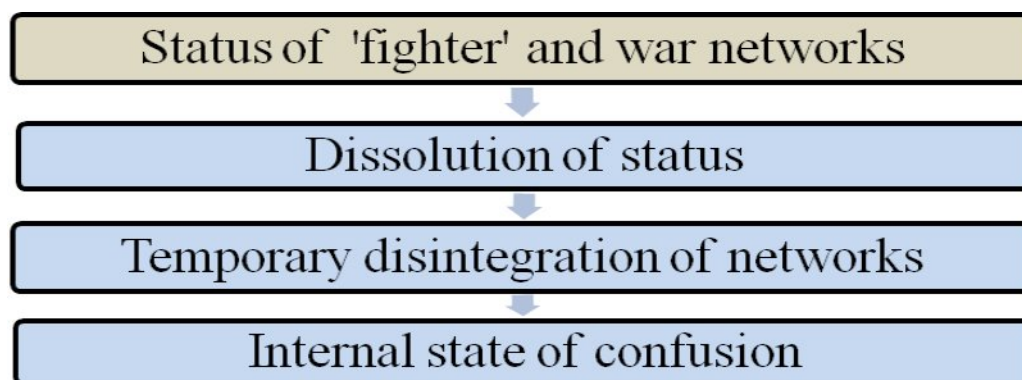 Status of 'fighter' and war networks
Dissolution of status
Temporary disintegration of networks
Internal state of confusion